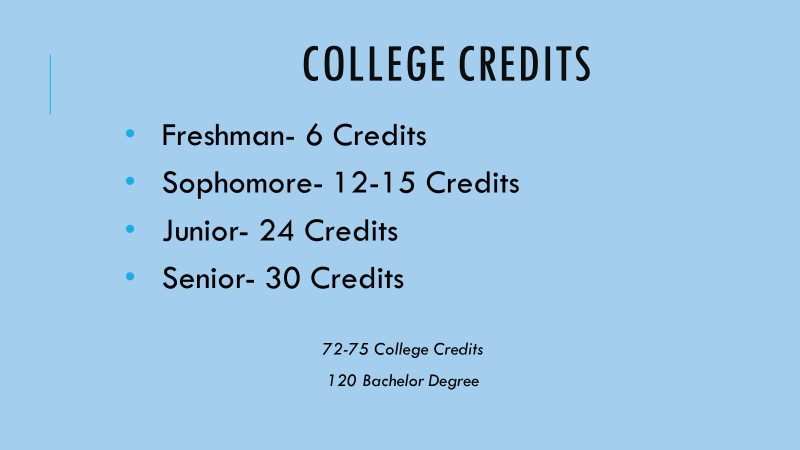 COLLEGE CREDITS
• Freshman- 6 Credits
• Sophomore- 12-15 Credits
• Junior- 24 Credits
• Senior- 30 Credits
72-75 College Credits
120 Bachelor Degree